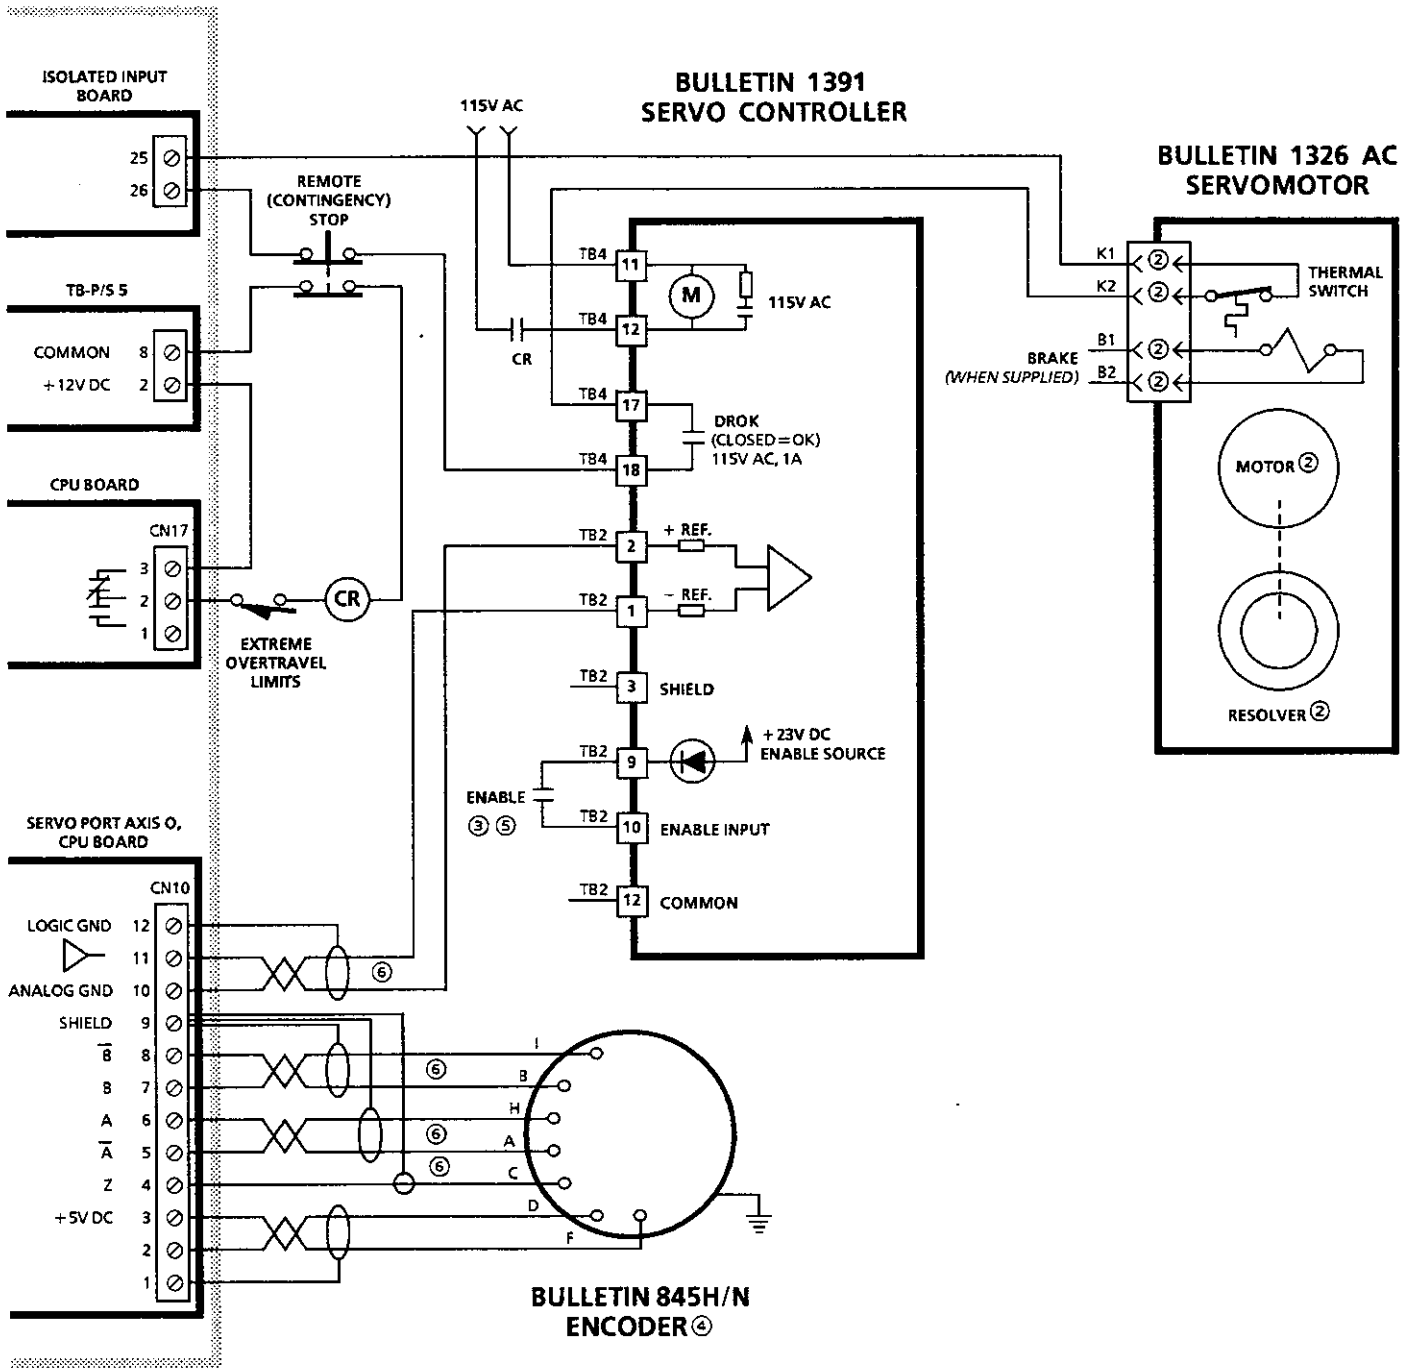 ISOLATED INPUT
BOARD
25
26
TB-P/S 5
COMMON 8
+12V DC 2
CPU BOARD
CN17
3
2
1
REMOTE
(CONTINGENCY)
STOP
CR
EXTREME
OVERTRAVEL
LIMITS
115V AC
CR
BULLETIN 1391
SERVO CONTROLLER
TB4 11
M
115V AC
TB4 12
TB4 17
DROK
(CLOSED=OK)
115V AC, 1A
TB4 18
TB2 2 + REF.
TB2 1 – REF.
TB2 3 SHIELD
TB2 9
+23V DC
ENABLE SOURCE
ENABLE
③ ⑤
TB2 10 ENABLE INPUT
TB2 12 COMMON
BULLETIN 1326 AC
SERVOMOTOR
K1 ②
K2 ②
THERMAL
SWITCH
B1 ②
B2 ②
BRAKE
(WHEN SUPPLIED)
MOTOR ②
RESOLVER ②
SERVO PORT AXIS O,
CPU BOARD
CN10
LOGIC GND 12
11
⑥
ANALOG GND 10
SHIELD 9
B̅ 8 ⑥ I
B 7 B
A 6 H
A̅ 5 ⑥ A
Z 4 ⑥ C
+5V DC 3 D
2 F
1
BULLETIN 845H/N
ENCODER ④